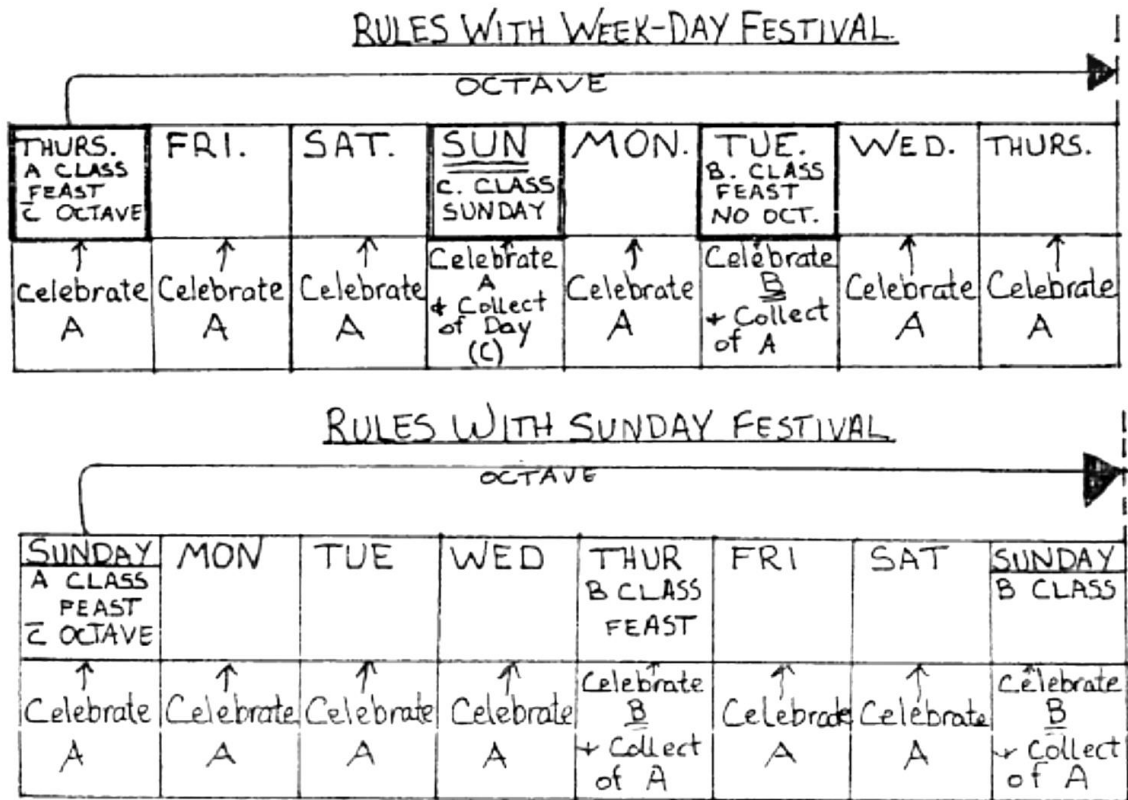 RULES WITH WEEK-DAY FESTIVAL.
OCTAVE
THURS.
A CLASS
FEAST
c̄ OCTAVE
FRI.
SAT.
SUN
C. CLASS
SUNDAY
MON.
TUE.
B. CLASS
FEAST
NO OCT.
WED.
THURS.
Celebrate
A
Celebrate
A
Celebrate
A
Celebrate
A
+ Collect
of Day
(C)
Celebrate
A
Celebrate
B
+ Collect
of A
Celebrate
A
Celebrate
A
RULES WITH SUNDAY FESTIVAL
OCTAVE
SUNDAY
A CLASS
FEAST
c̄ OCTAVE
MON
TUE
WED
THUR
B CLASS
FEAST
FRI
SAT
SUNDAY
B CLASS
Celebrate
A
Celebrate
A
Celebrate
A
Celebrate
A
Celebrate
B
+ Collect
of A
Celebrate
A
Celebrate
A
Celebrate
B
+ Collect
of A